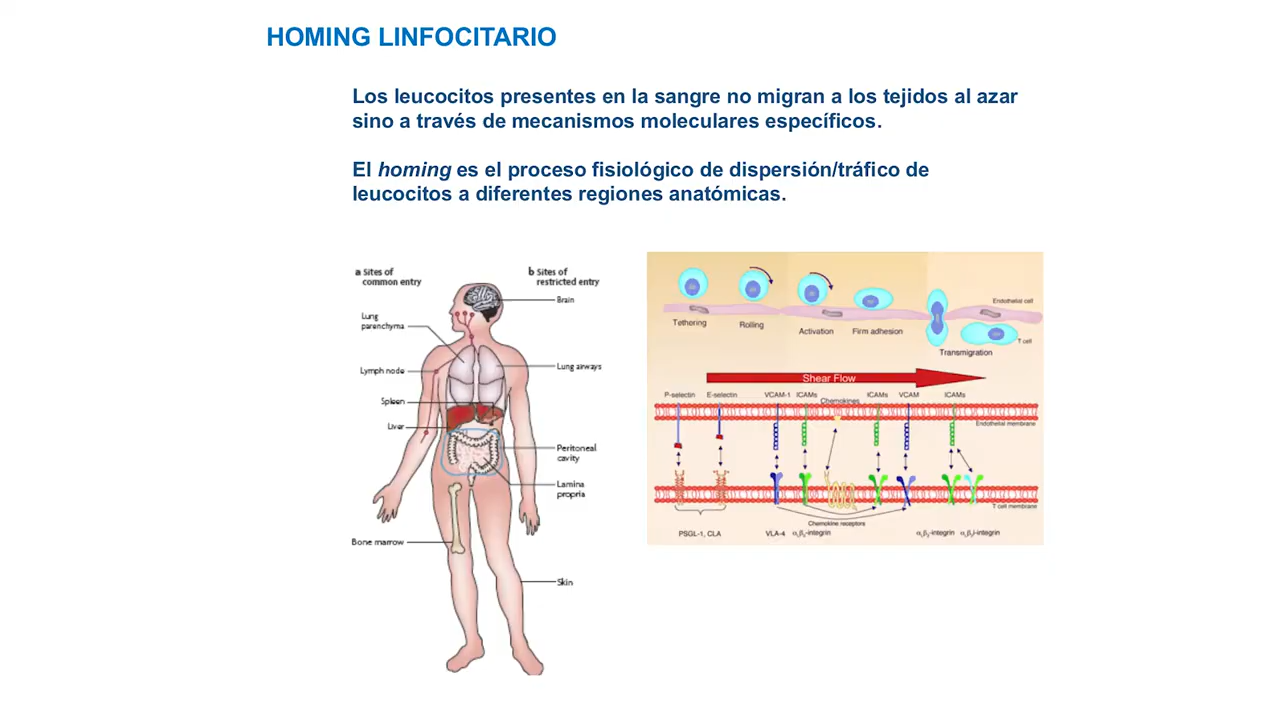 HOMING LINFOCITARIO
Los leucocitos presentes en la sangre no migran a los tejidos al azar
sino a través de mecanismos moleculares específicos.
El homing es el proceso fisiológico de dispersión/tráfico de
leucocitos a diferentes regiones anatómicas.
a Sites of
common entry
b Sites of
restricted entry
Brain
Lung
parenchyma
Lung airways
Lymph node
Spleen
Liver
Peritoneal
cavity
Lamina
propria
Bone marrow
Skin
Endothelial cell
Tethering
Rolling
Activation
Firm adhesion
T cell
Transmigration
Shear Flow
P-selectin
E-selectin
VCAM-1
ICAMs
Chemokines
ICAMs
VCAM
ICAMs
Endothelial membrane
T cell membrane
Chemokine receptors
PSGL-1, CLA
VLA-4
-integrin
-integrin
-integrin